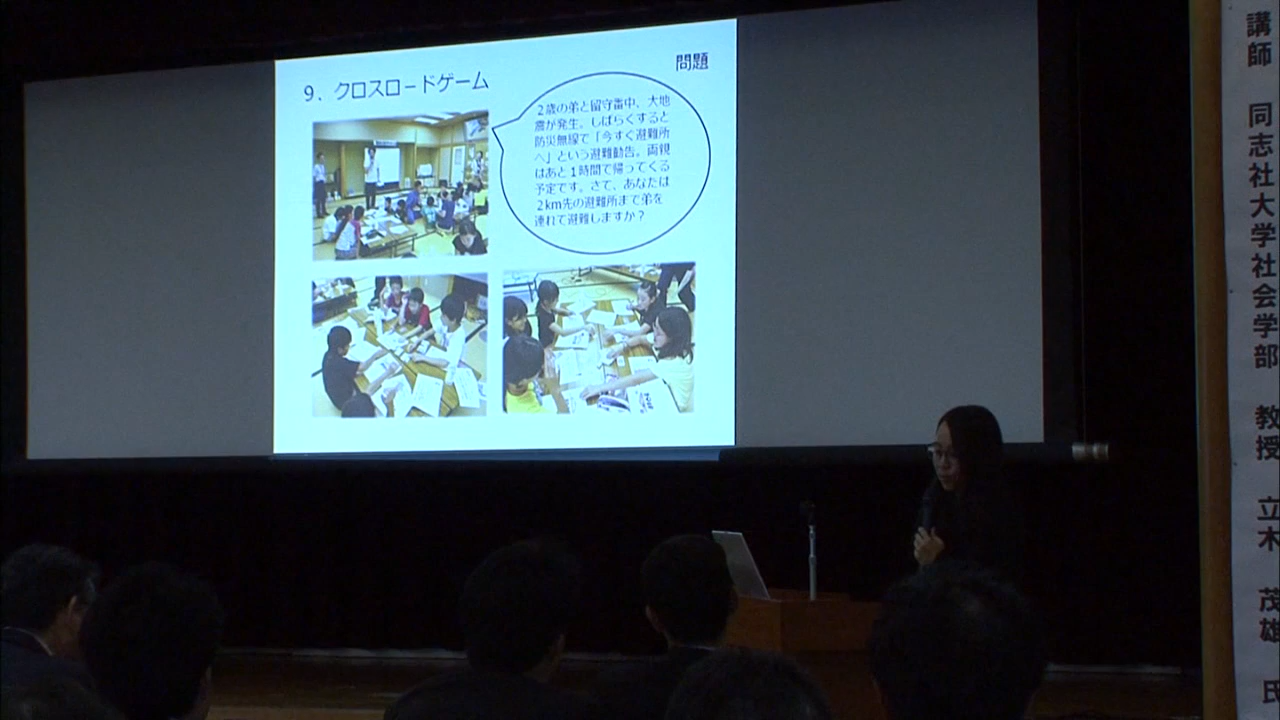 問題
9．クロスロードゲーム
2歳の弟と留守番中、大地
震が発生。しばらくすると
防災無線で「今すぐ避難所
へ」という避難勧告。両親
はあと1時間で帰ってくる
予定です。さて、あなたは
2km先の避難所まで弟を
連れて避難しますか？
講師　同志社大学社会学部　教授　立木　茂雄　氏